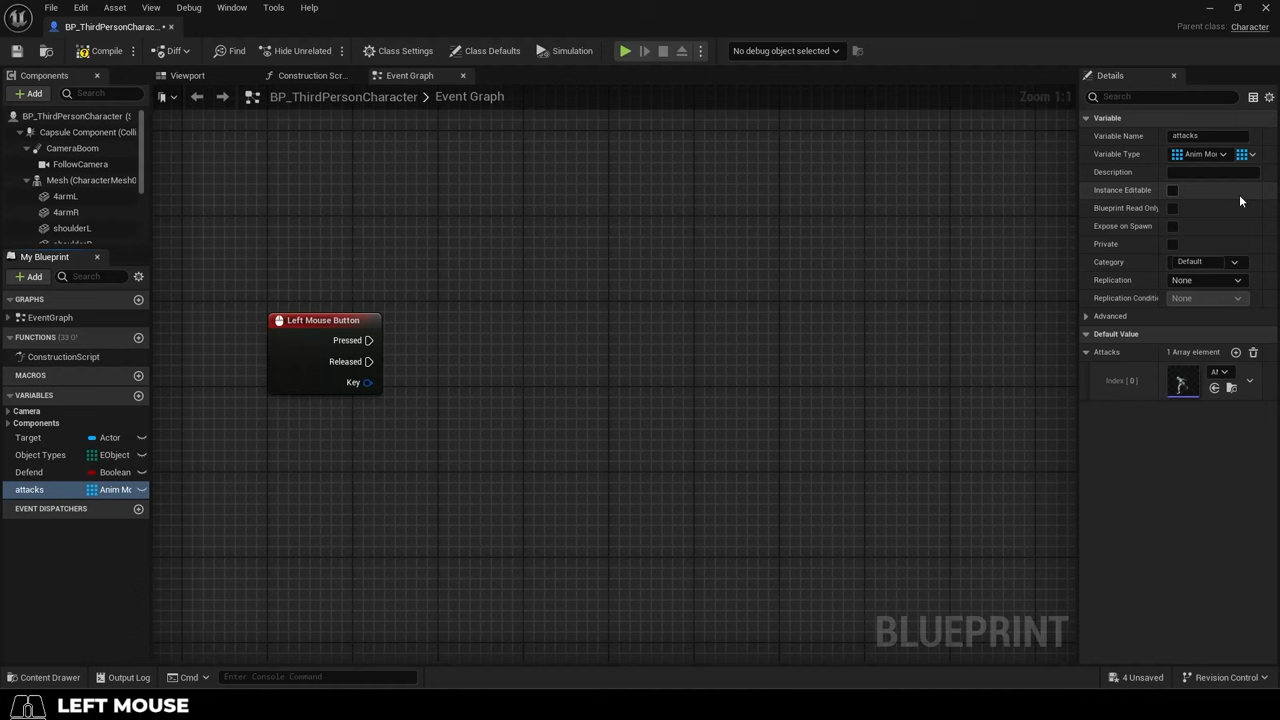 File Edit Asset View Debug Window Tools Help
BP_ThirdPersonCharac...
Parent class: Character
Compile Diff Find Hide Unrelated Class Settings Class Defaults Simulation No debug object selected
Components
Add Search
BP_ThirdPersonCharacter (S
Capsule Component (Colli
CameraBoom
FollowCamera
Mesh (CharacterMesh0
4armL
4armR
shoulderL
My Blueprint
Add Search
GRAPHS
EventGraph
FUNCTIONS (33 O
ConstructionScript
MACROS
VARIABLES
Camera
Components
Target Actor
Object Types EObject
Defend Boolean
attacks Anim Mo
EVENT DISPATCHERS
Viewport Construction Scr... Event Graph
BP_ThirdPersonCharacter > Event Graph Zoom 1:1
Left Mouse Button
Pressed
Released
Key
BLUEPRINT
Details
Search
Variable
Variable Name attacks
Variable Type Anim Mo
Description
Instance Editable
Blueprint Read Only
Expose on Spawn
Private
Category Default
Replication None
Replication Conditio None
Advanced
Default Value
Attacks 1 Array element
Index [ 0 ]
Content Drawer Output Log Cmd Enter Console Command 4 Unsaved Revision Control
LEFT MOUSE